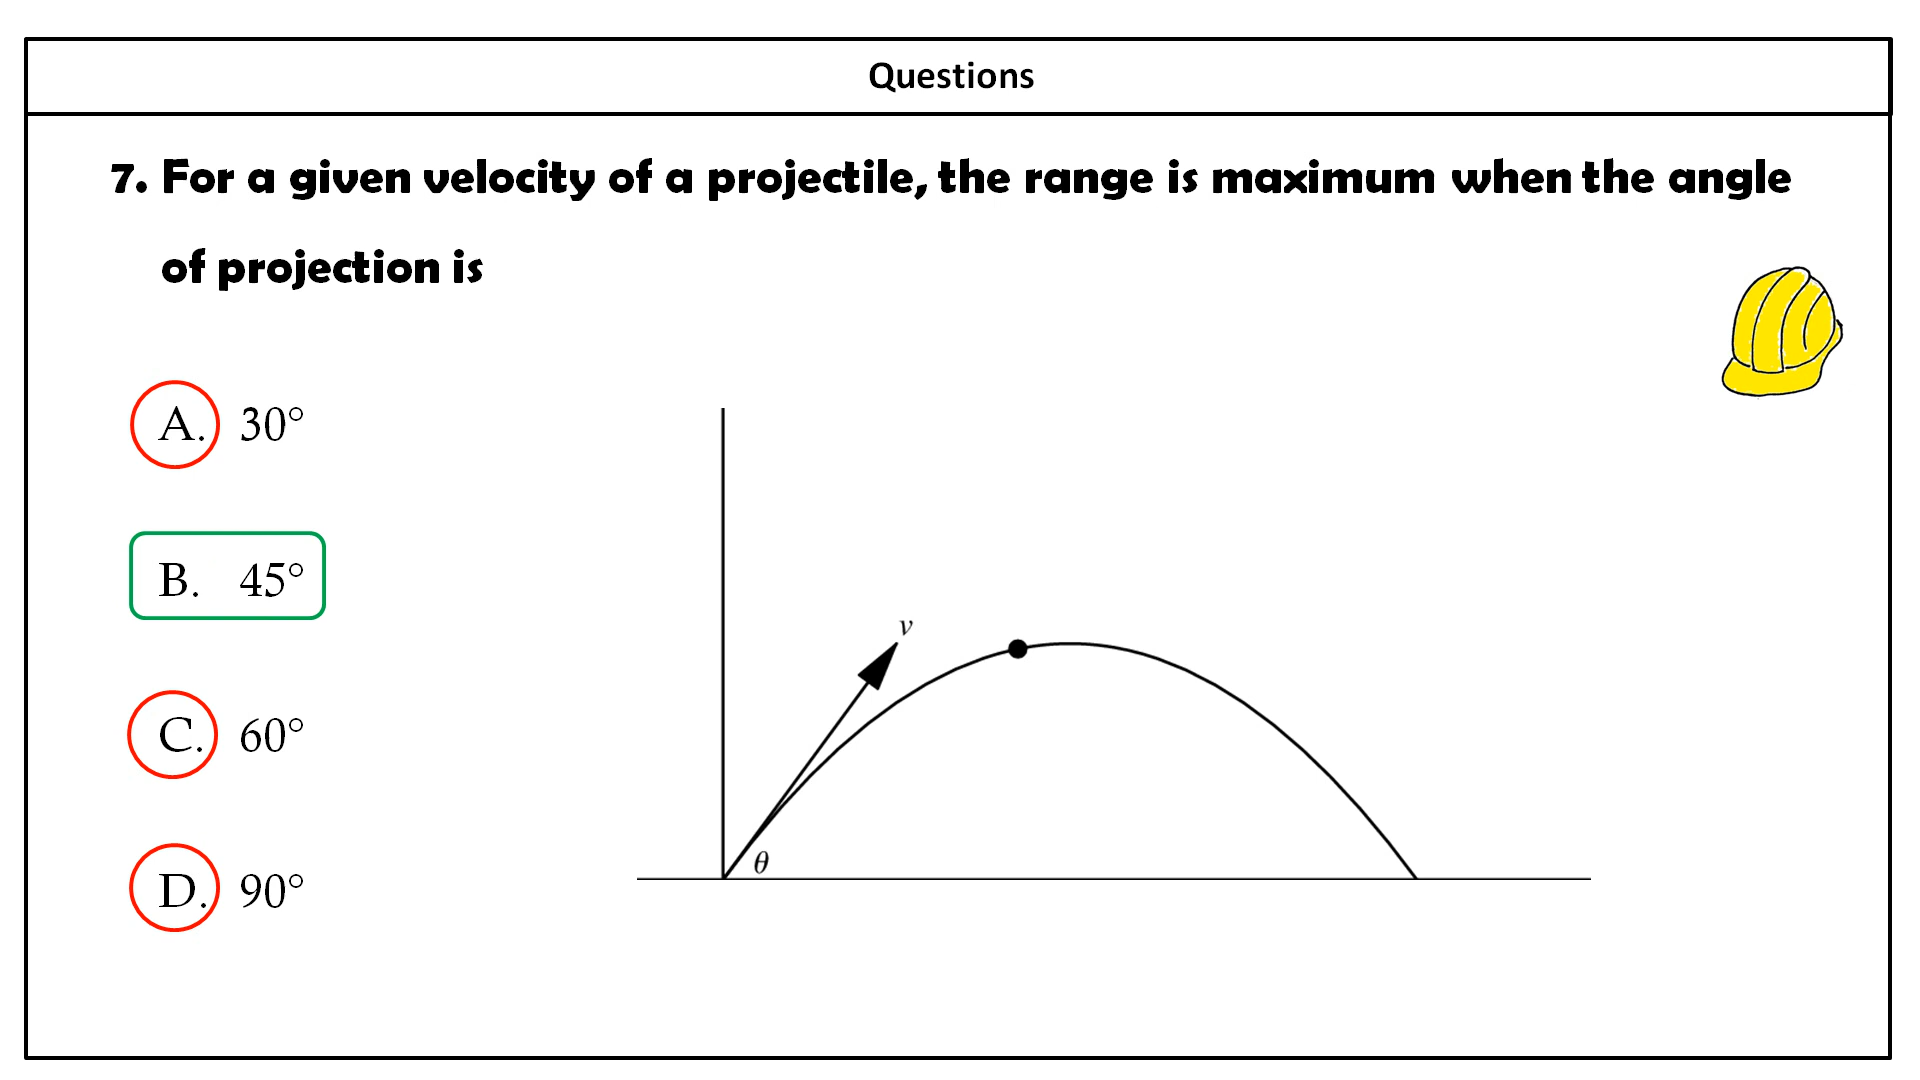 Questions
7. For a given velocity of a projectile, the range is maximum when the angle
of projection is
A. 30°
B. 45°
C. 60°
D. 90°
v
θ